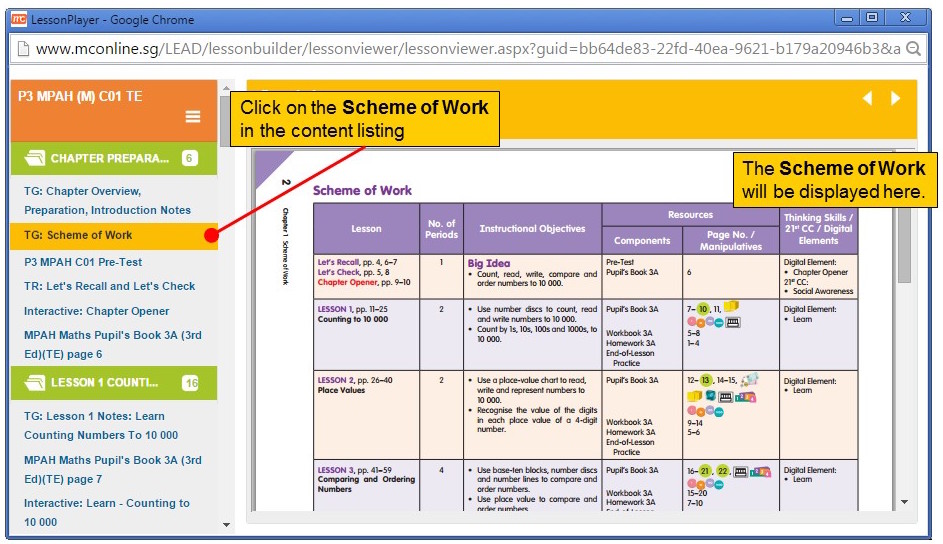 mc LessonPlayer - Google Chrome
www.mconline.sg/LEAD/lessonbuilder/lessonviewer/lessonviewer.aspx?guid=bb64de83-22fd-40ea-9621-b179a20946b3&a
P3 MPAH (M) C01 TE
Click on the Scheme of Work
in the content listing
CHAPTER PREPARA... 6
TG: Chapter Overview,
Preparation, Introduction Notes
TG: Scheme of Work
P3 MPAH C01 Pre-Test
TR: Let's Recall and Let's Check
Interactive: Chapter Opener
MPAH Maths Pupil's Book 3A (3rd
Ed)(TE) page 6
LESSON 1 COUNTI... 16
TG: Lesson 1 Notes: Learn
Counting Numbers To 10 000
MPAH Maths Pupil's Book 3A (3rd
Ed)(TE) page 7
Interactive: Learn - Counting to
10 000
The Scheme of Work
will be displayed here.
2
Chapter 1 Scheme of Work
Scheme of Work
Lesson
No. of
Periods
Instructional Objectives
Resources
Components
Page No. /
Manipulatives
Thinking Skills /
21st CC / Digital
Elements
Let's Recall, pp. 4, 6–7
Let's Check, pp. 5, 8
Chapter Opener, pp. 9–10
1
Big Idea
• Count, read, write, compare and
order numbers to 10 000.
Pre-Test
Pupil's Book 3A
6
Digital Element:
• Chapter Opener
21st CC:
• Social Awareness
LESSON 1, pp. 11–25
Counting to 10 000
2
• Use number discs to count, read
and write numbers to 10 000.
• Count by 1s, 10s, 100s and 1000s, to
10 000.
Pupil's Book 3A
Workbook 3A
Homework 3A
End-of-Lesson
Practice
7–10, 11,
5–8
1–4
Digital Element:
• Learn
LESSON 2, pp. 26–40
Place Values
2
• Use a place-value chart to read,
write and represent numbers to
10 000.
• Recognise the value of the digits
in each place value of a 4-digit
number.
Pupil's Book 3A
Workbook 3A
Homework 3A
End-of-Lesson
Practice
12–13, 14–15,
9–14
5–6
Digital Element:
• Learn
LESSON 3, pp. 41–59
Comparing and Ordering
Numbers
4
• Use base-ten blocks, number discs
and number lines to compare and
order numbers.
• Use place value to compare and
order numbers
Pupil's Book 3A
Workbook 3A
Homework 3A
End-of-Lesson
16–21, 22,
15–20
7–10
Digital Element:
• Learn